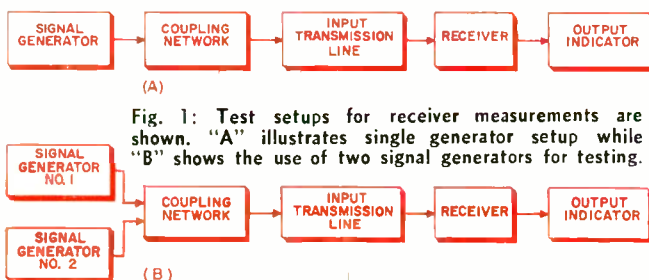 SIGNAL
GENERATOR
COUPLING
NETWORK
INPUT
TRANSMISSION
LINE
RECEIVER
OUTPUT
INDICATOR
(A)
Fig. 1: Test setups for receiver measurements are
shown. "A" illustrates single generator setup while
"B" shows the use of two signal generators for testing.
SIGNAL
GENERATOR
NO. 1
SIGNAL
GENERATOR
NO. 2
COUPLING
NETWORK
INPUT
TRANSMISSION
LINE
RECEIVER
OUTPUT
INDICATOR
(B)